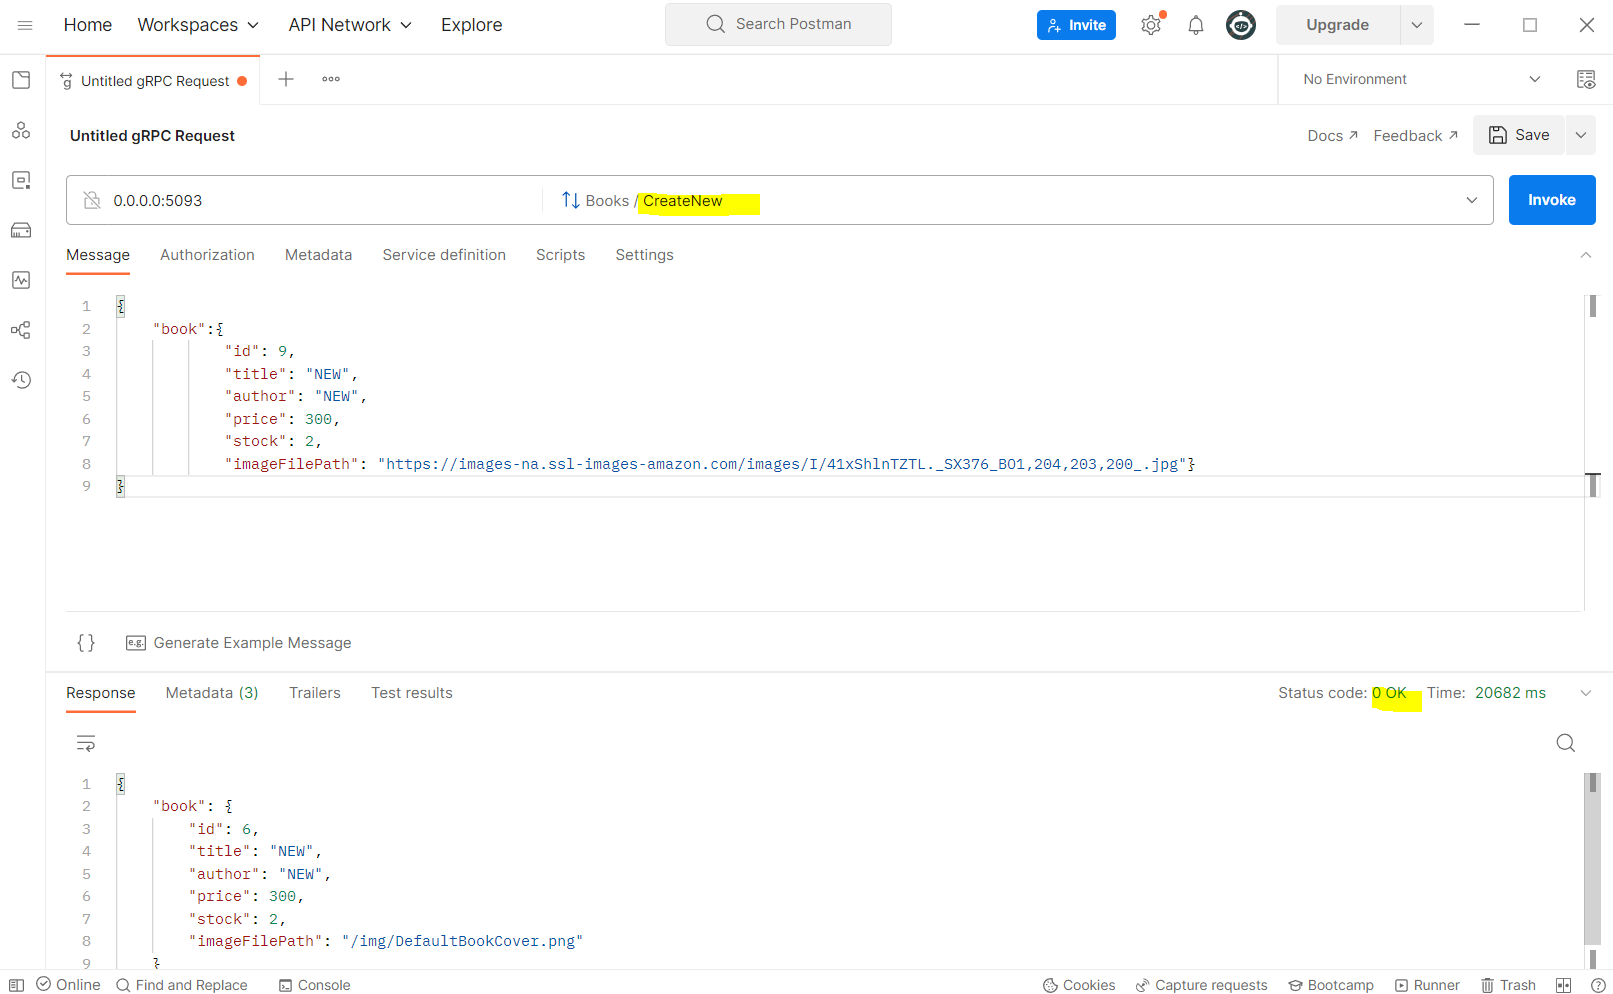 Home Workspaces API Network Explore Search Postman Invite Upgrade
Untitled gRPC Request No Environment
Untitled gRPC Request Docs Feedback Save
0.0.0.0:5093 Books / CreateNew Invoke
Message Authorization Metadata Service definition Scripts Settings
1 {
2 "book":{
3 "id": 9,
4 "title": "NEW",
5 "author": "NEW",
6 "price": 300,
7 "stock": 2,
8 "imageFilePath": "https://images-na.ssl-images-amazon.com/images/I/41xShlnTZTL._SX376_BO1,204,203,200_.jpg"}
9 }
{} e.g. Generate Example Message
Response Metadata (3) Trailers Test results Status code: 0 OK Time: 20682 ms
1 {
2 "book": {
3 "id": 6,
4 "title": "NEW",
5 "author": "NEW",
6 "price": 300,
7 "stock": 2,
8 "imageFilePath": "/img/DefaultBookCover.png"
9 }
Online Find and Replace Console Cookies Capture requests Bootcamp Runner Trash